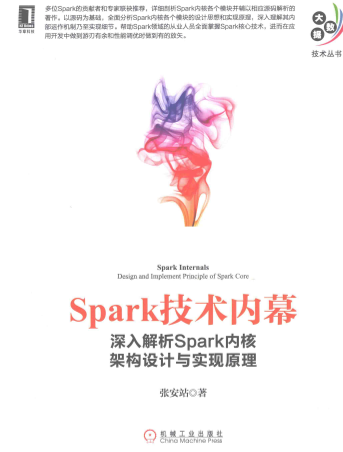 多位Spark的贡献者和专家联袂推荐，详细剖析Spark内核各个模块并辅以相应源码解析的
著作。以源码为基础，全面分析Spark内核各个模块的设计思想和实现原理，深入理解其内
部运作机制乃至实现细节。帮助Spark领域的从业人员全面掌握Spark核心技术，进而在应
用开发中做到游刃有余和性能调优时做到有的放矢。
华章科技
大数据
技术丛书
Spark Internals
Design and Implement Principle of Spark Core
Spark技术内幕
深入解析Spark内核
架构设计与实现原理
张安站◎著
机械工业出版社
China Machine Press